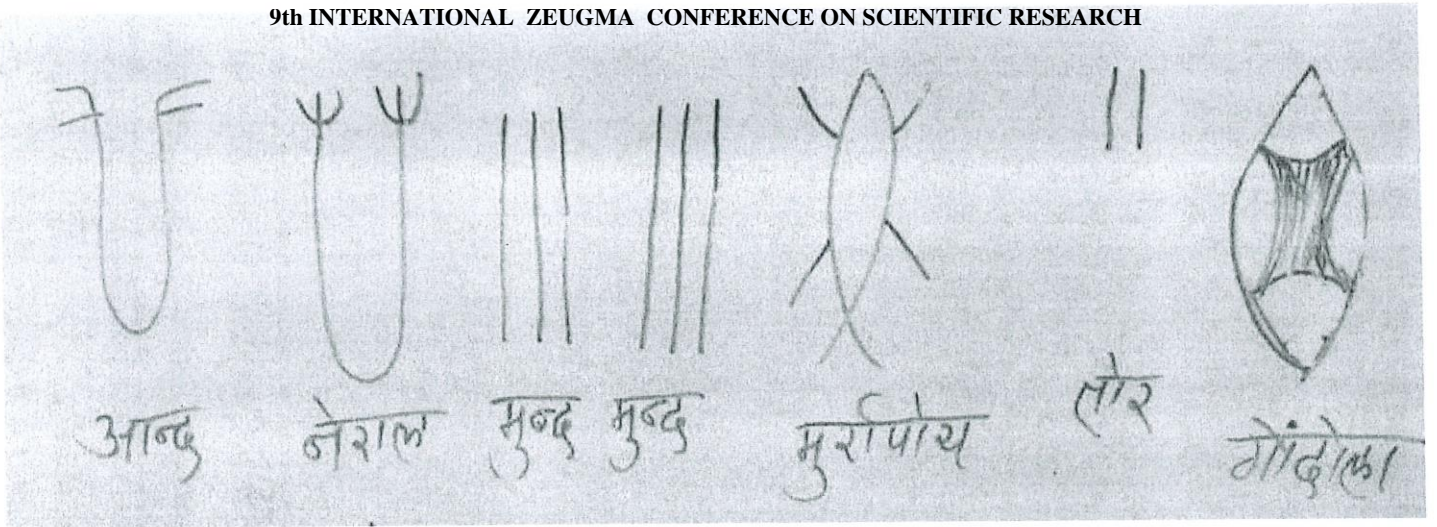 9th INTERNATIONAL ZEUGMA CONFERENCE ON SCIENTIFIC RESEARCH
आन्दु नेराल मुन्द मुन्द मुर्रापोय तोर गोंदोला